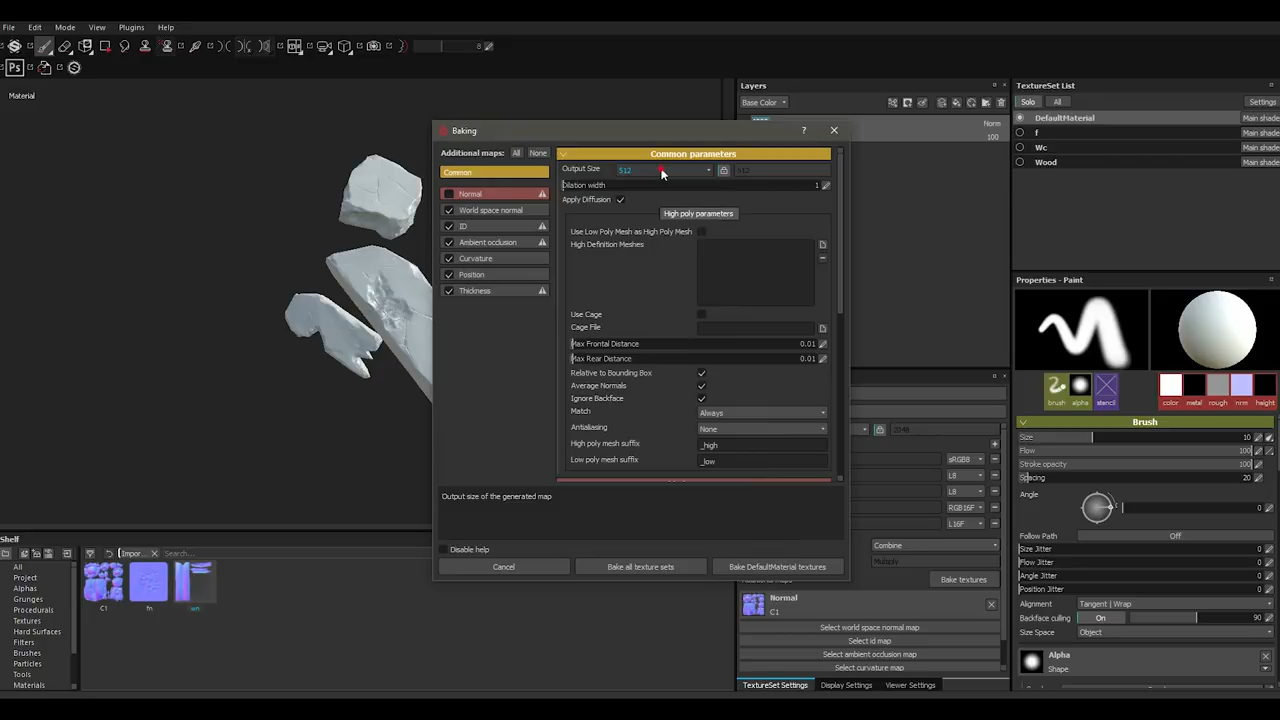 File Edit Mode View Plugins Help
8
Ps
Material
Layers
Base Color
Norm
100
TextureSet List
Solo All Settings
DefaultMaterial Main shade
f Main shade
Wc Main shade
Wood Main shade
Baking ?
Additional maps: All None
Common
Normal
World space normal
ID
Ambient occlusion
Curvature
Position
Thickness
Common parameters
Output Size 512 512
Dilation width 1
Apply Diffusion
High poly parameters
Use Low Poly Mesh as High Poly Mesh
High Definition Meshes
Use Cage
Cage File
Max Frontal Distance 0.01
Max Rear Distance 0.01
Relative to Bounding Box
Average Normals
Ignore Backface
Match Always
Antialiasing None
High poly mesh suffix _high
Low poly mesh suffix _low
Output size of the generated map
Disable help
Cancel Bake all texture sets Bake DefaultMaterial textures
2048
sRGB8
L8
L8
RGB16F
L16F
Combine
Multiply
Bake textures
Normal
C1
Select world space normal map
Select id map
Select ambient occlusion map
Select curvature map
TextureSet Settings Display Settings Viewer Settings
Properties - Paint
brush alpha stencil color metal rough nrm height
Brush
Size 10
Flow 100
Stroke opacity 100
Spacing 20
Angle 0
Follow Path Off
Size Jitter 0
Flow Jitter 0
Angle Jitter 0
Position Jitter 0
Alignment Tangent | Wrap
Backface culling On 90
Size Space Object
Alpha
Shape
Shelf
Impor... Search...
All
Project
Alphas
Grunges
Procedurals
Textures
Hard Surfaces
Filters
Brushes
Particles
Tools
Materials
C1 fn wn